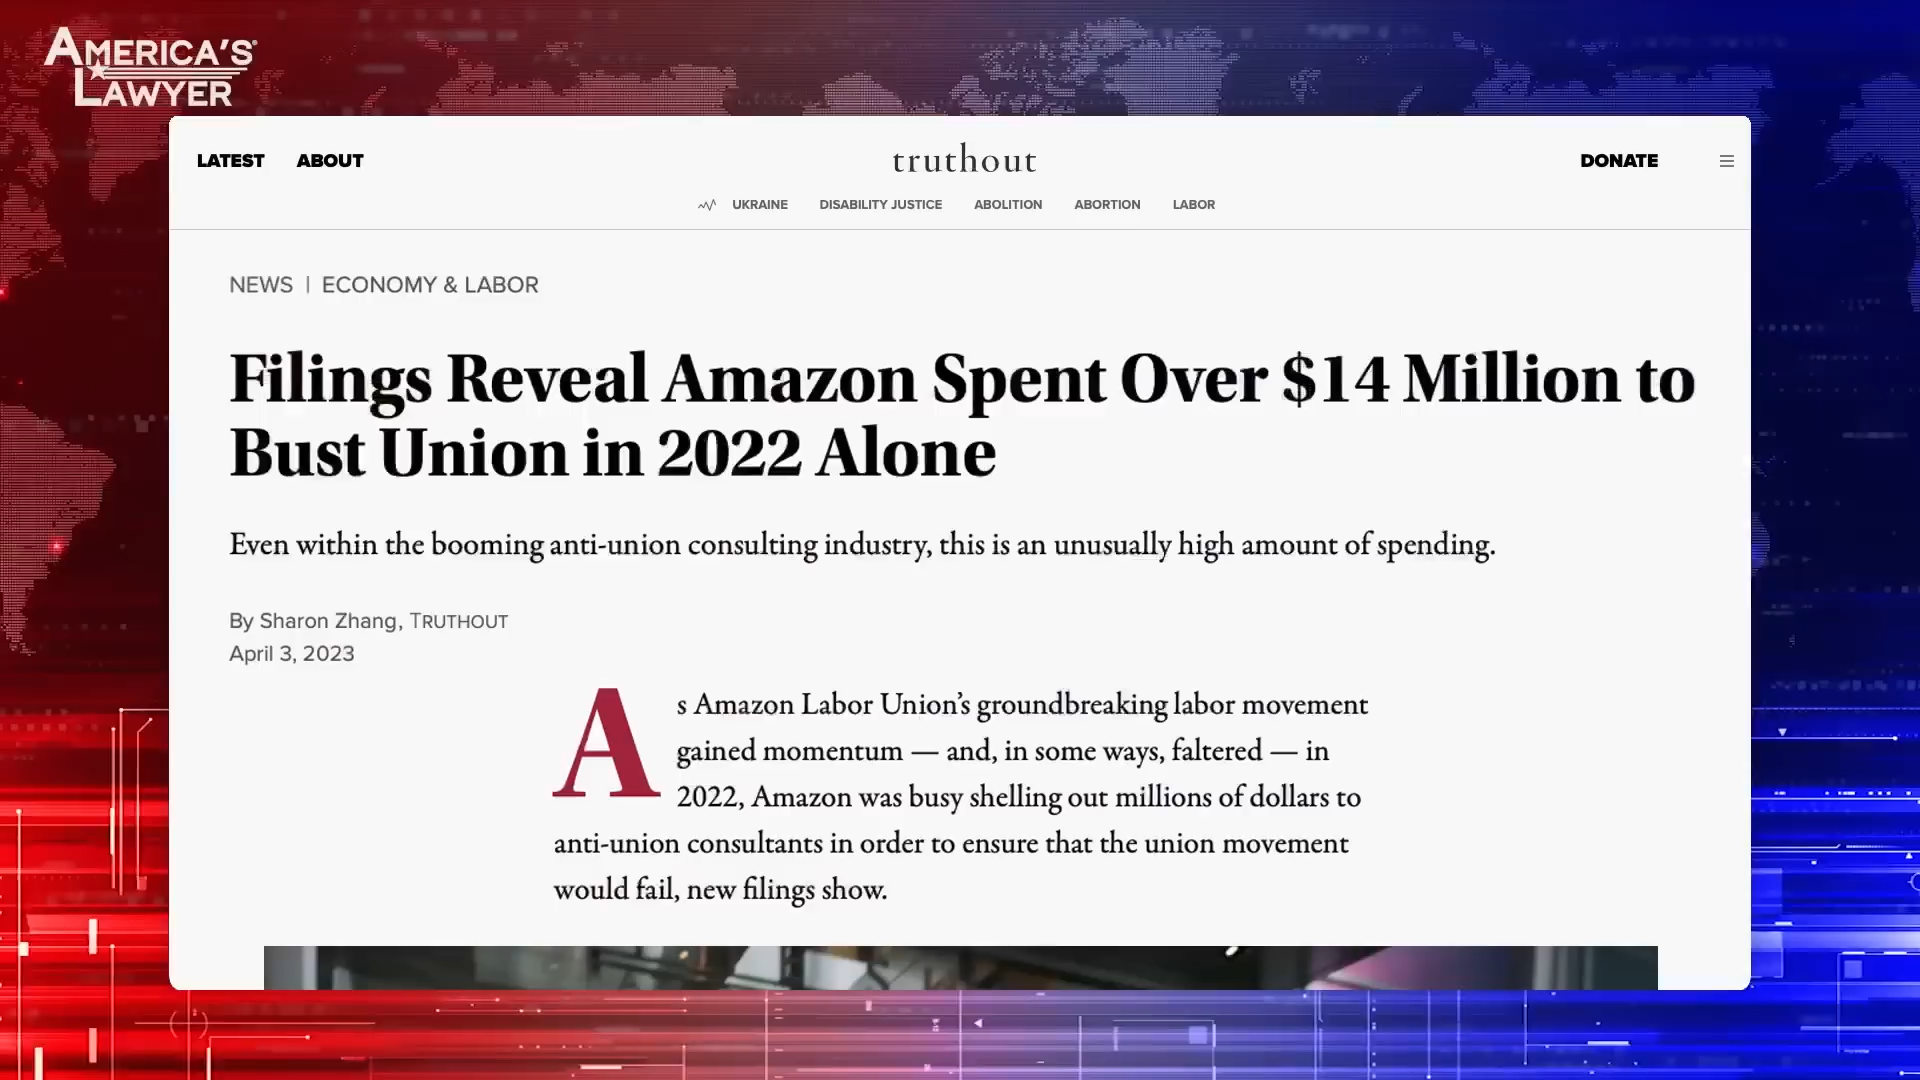 AMERICA'S
LAWYER
LATEST ABOUT truthout DONATE
UKRAINE DISABILITY JUSTICE ABOLITION ABORTION LABOR
NEWS | ECONOMY & LABOR
Filings Reveal Amazon Spent Over $14 Million to
Bust Union in 2022 Alone
Even within the booming anti-union consulting industry, this is an unusually high amount of spending.
By Sharon Zhang, TRUTHOUT
April 3, 2023
As Amazon Labor Union’s groundbreaking labor movement
gained momentum — and, in some ways, faltered — in
2022, Amazon was busy shelling out millions of dollars to
anti-union consultants in order to ensure that the union movement
would fail, new filings show.